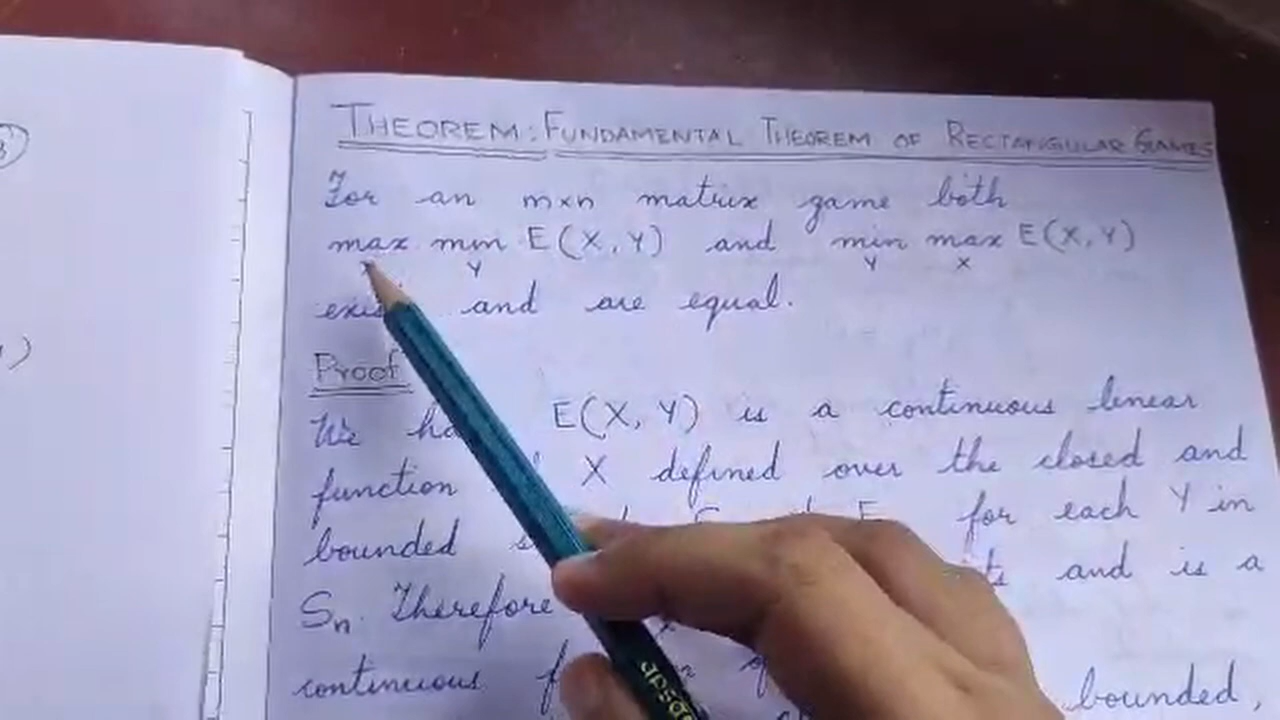 THEOREM: FUNDAMENTAL THEOREM OF RECTANGULAR GAMES
For an m×n matrix game both
max min E(X,Y) and min max E(X,Y)
Y Y X
and are equal.
Proof
We E(X, Y) is a continuous linear
function X defined over the closed and
bounded for each Y in
Sn. Therefore and is a
continuous bounded,
apsa